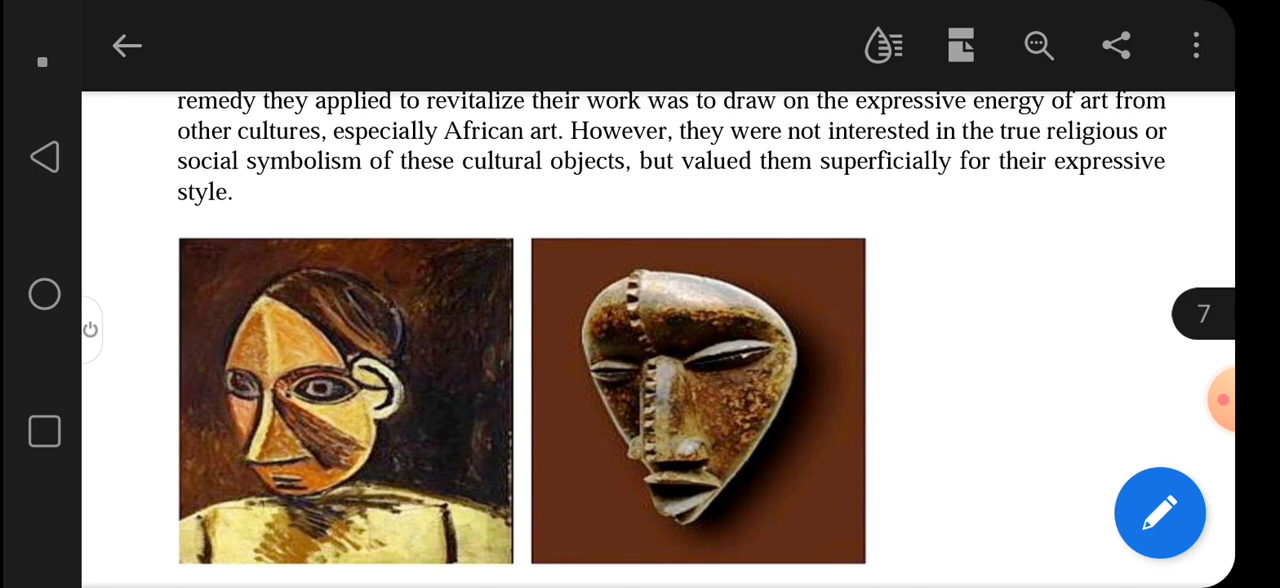 remedy they applied to revitalize their work was to draw on the expressive energy of art from
other cultures, especially African art. However, they were not interested in the true religious or
social symbolism of these cultural objects, but valued them superficially for their expressive
style.
7